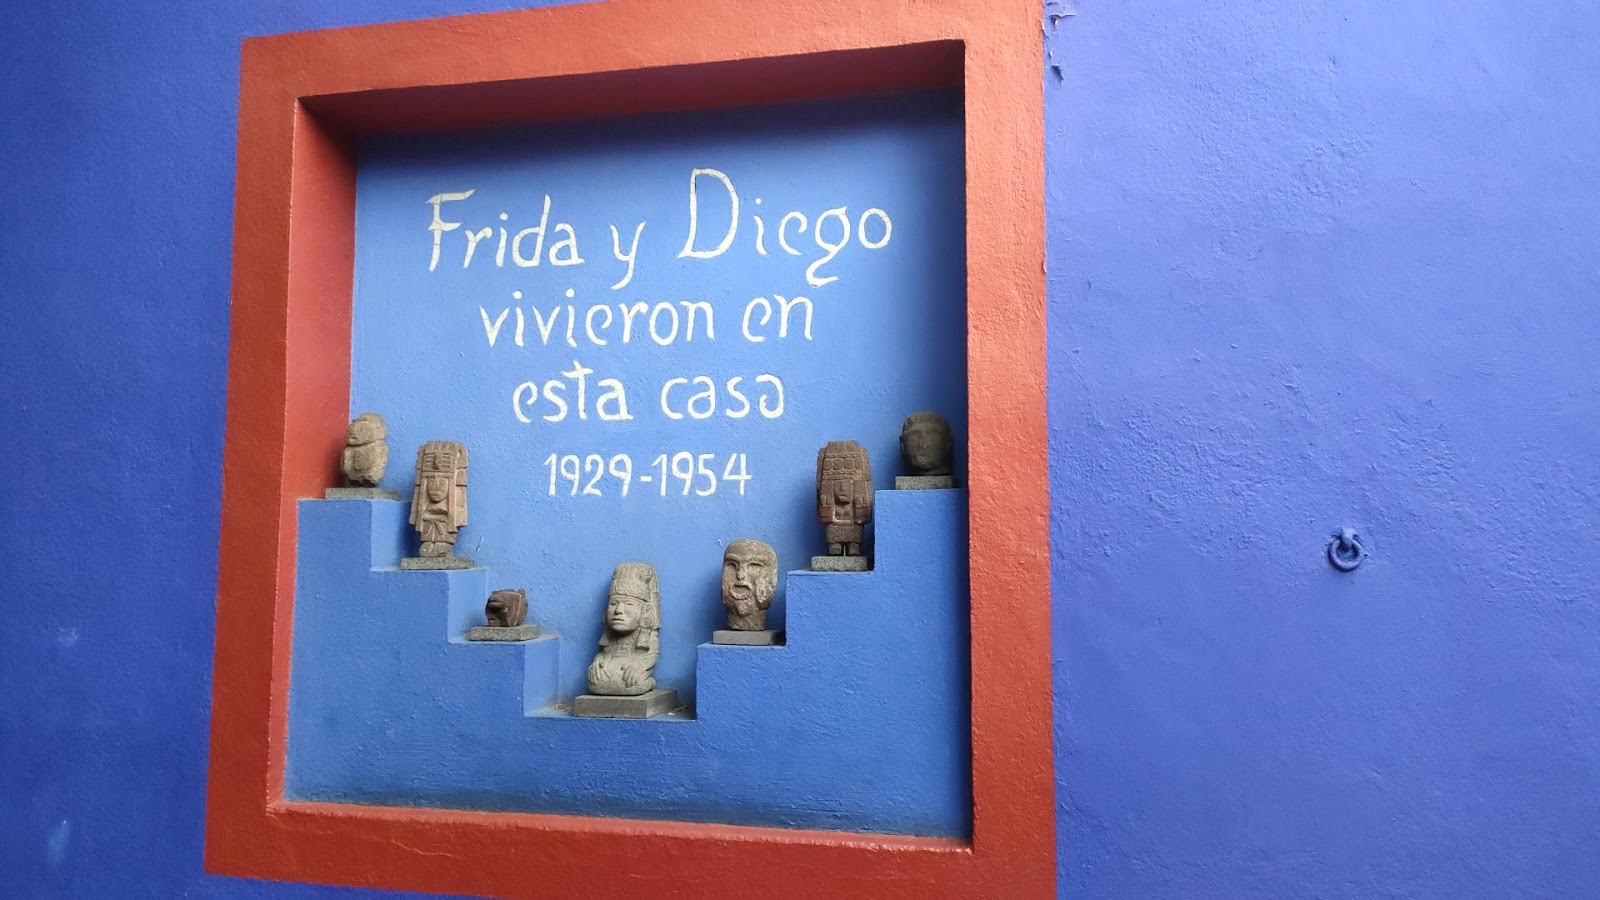 Frida y Diego
vivieron en
esta casa
1929-1954